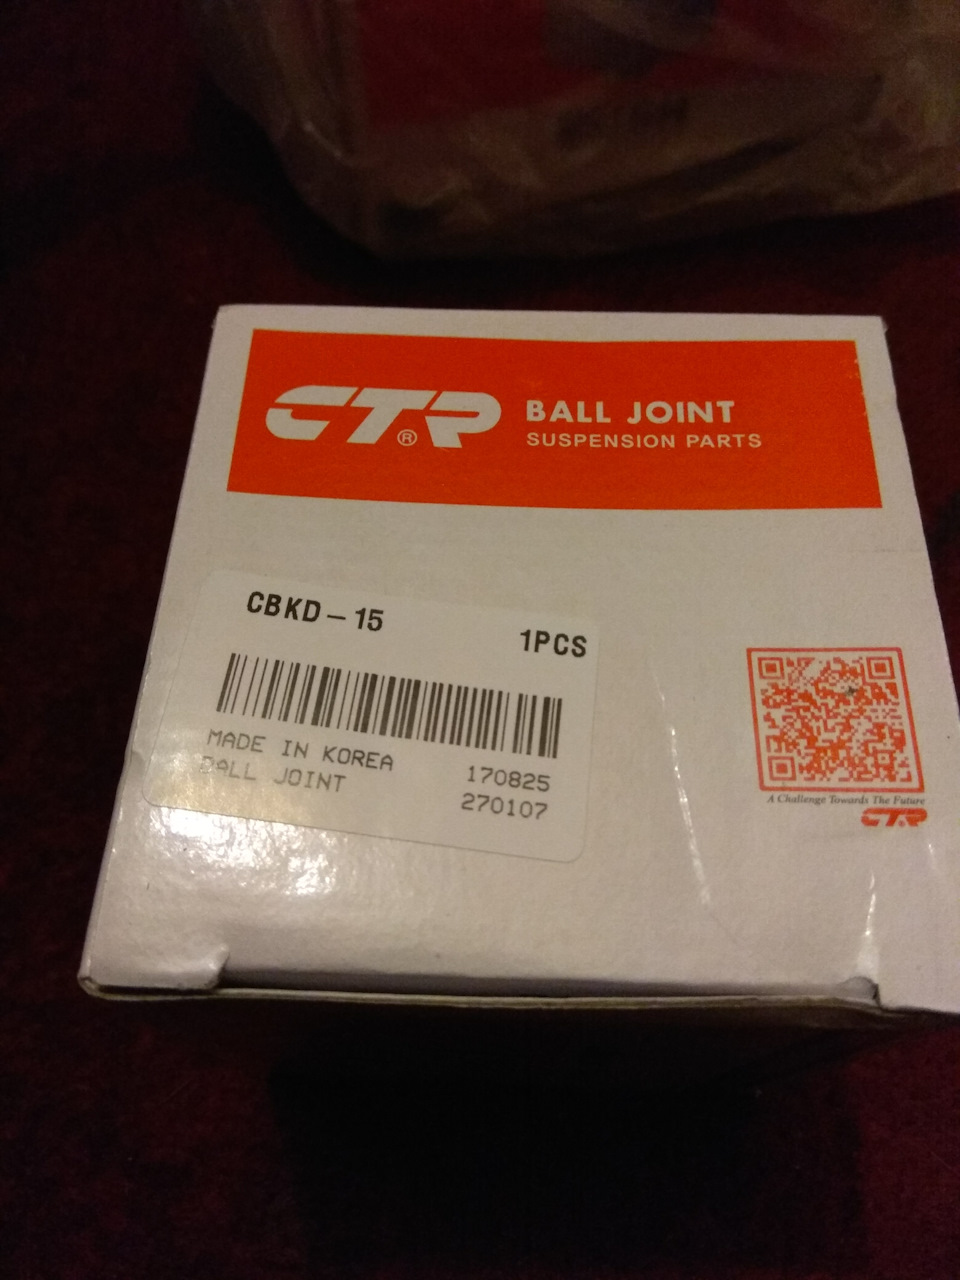 CTR®
BALL JOINT
SUSPENSION PARTS
CBKD-15
1PCS
MADE IN KOREA
BALL JOINT
170825
270107
A Challenge Towards The Future
CTR